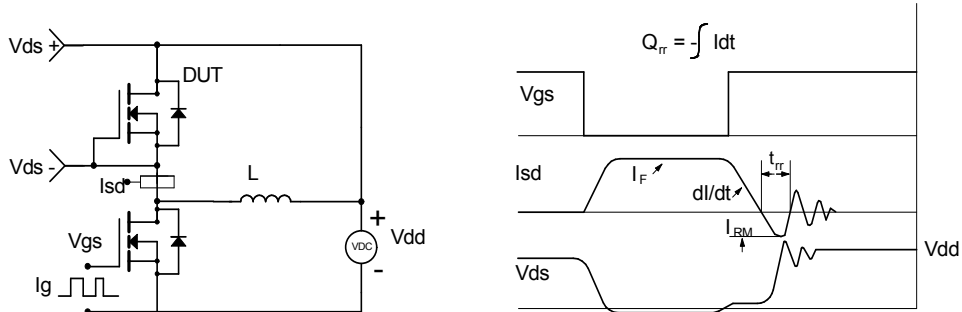 Vds +
DUT
Vds -
Isd
L
Vgs
Ig
+
VDC
-
Vdd
Qrr = -∫ Idt
Vgs
Isd
IF
dI/dt
trr
IRM
Vds
Vdd